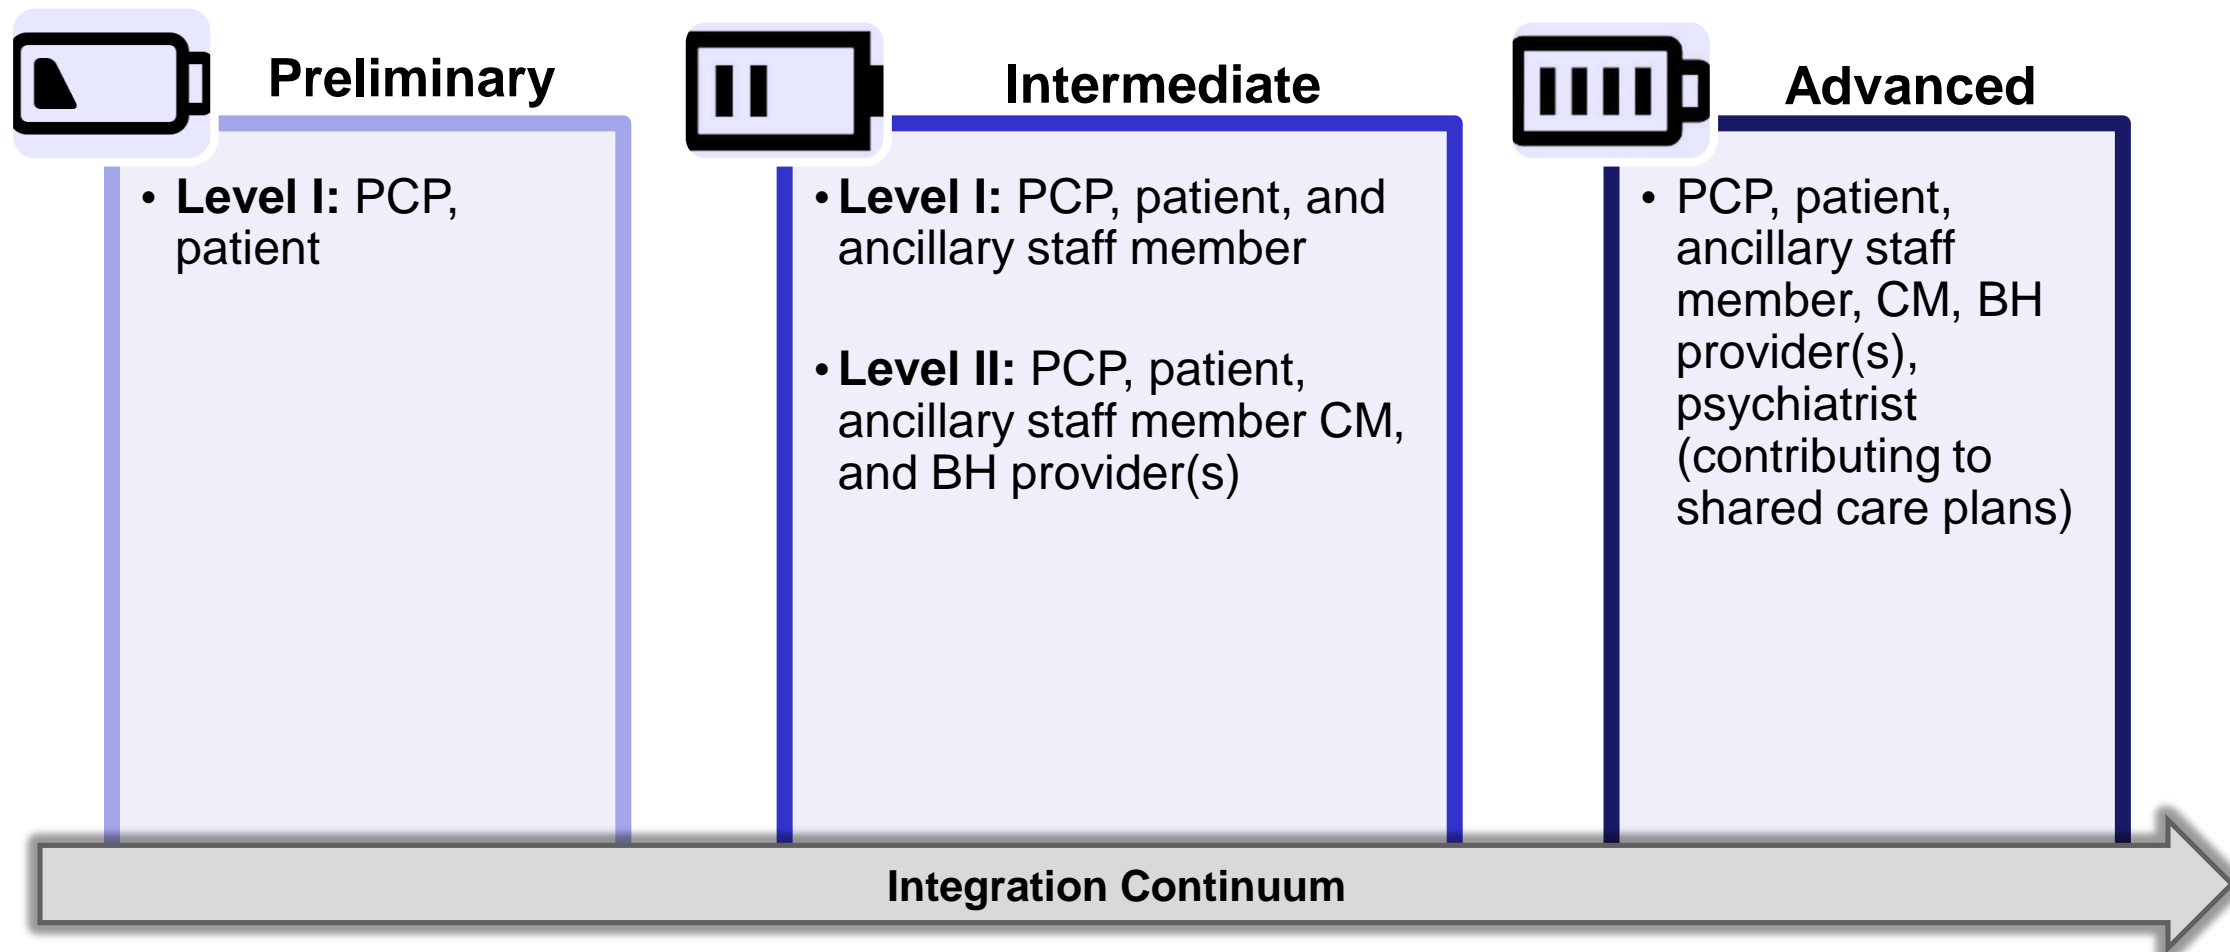 Preliminary
• Level I: PCP,
patient
Intermediate
• Level I: PCP, patient, and
ancillary staff member
• Level II: PCP, patient,
ancillary staff member CM,
and BH provider(s)
Advanced
• PCP, patient,
ancillary staff
member, CM, BH
provider(s),
psychiatrist
(contributing to
shared care plans)
Integration Continuum